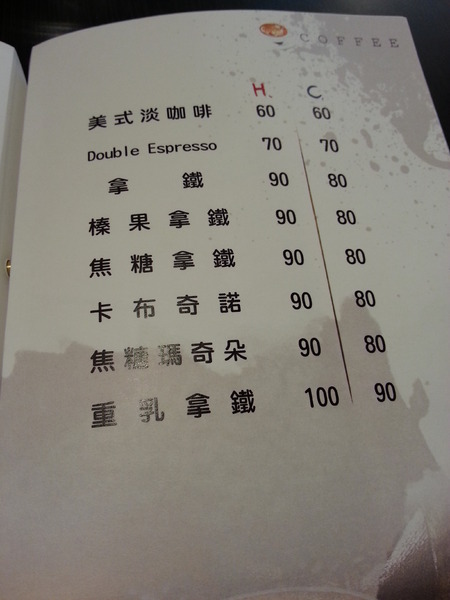 COFFEE
H. C.
美式淡咖啡 60 60
Double Espresso 70 70
拿鐵 90 80
榛果拿鐵 90 80
焦糖拿鐵 90 80
卡布奇諾 90 80
焦糖瑪奇朵 90 80
重乳拿鐵 100 90